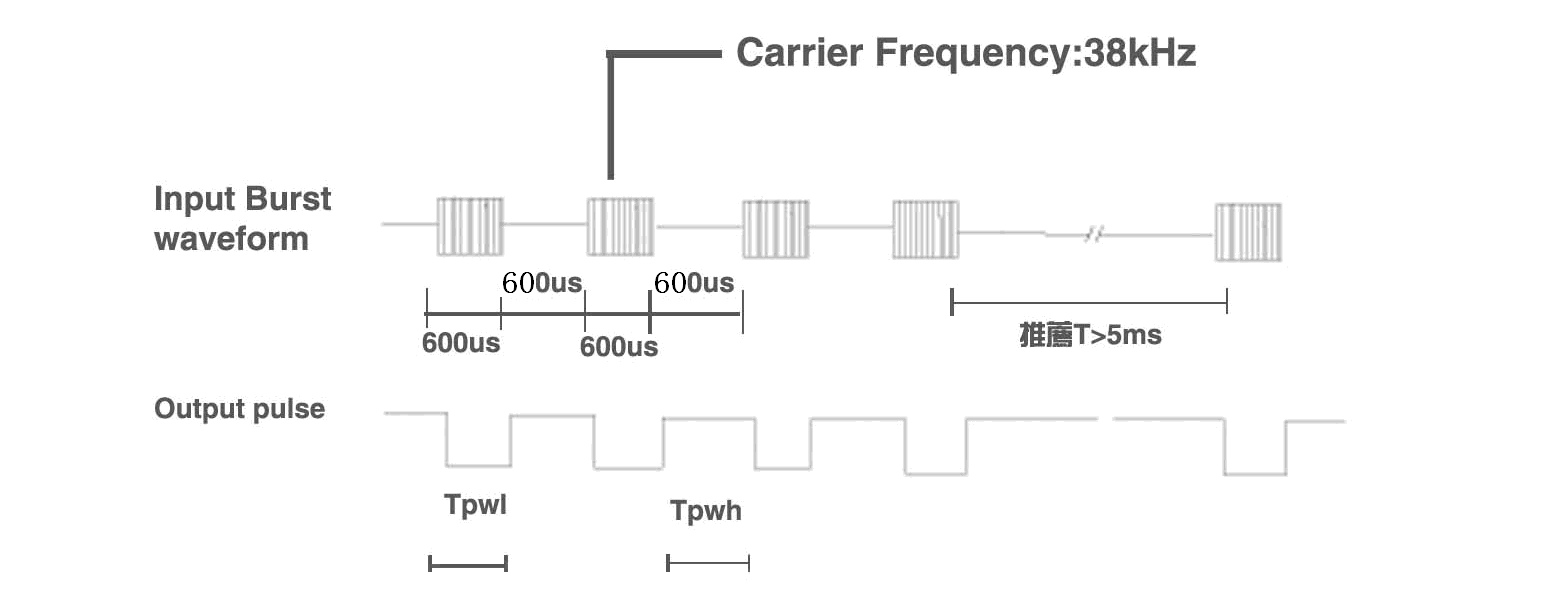 Carrier Frequency:38kHz
Input Burst
waveform
600us
600us
600us
600us
推薦T>5ms
Output pulse
Tpwl
Tpwh